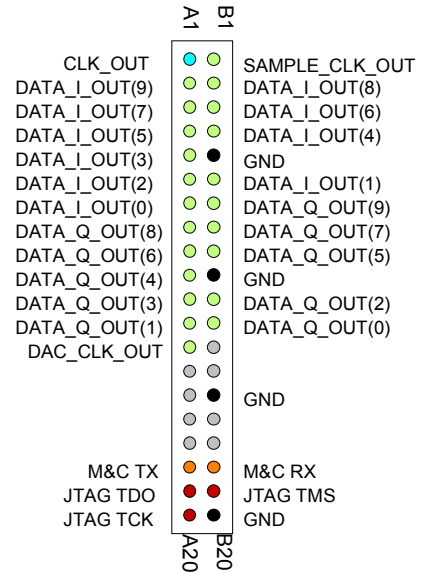 A1 B1
CLK_OUT SAMPLE_CLK_OUT
DATA_I_OUT(9) DATA_I_OUT(8)
DATA_I_OUT(7) DATA_I_OUT(6)
DATA_I_OUT(5) DATA_I_OUT(4)
DATA_I_OUT(3) GND
DATA_I_OUT(2) DATA_I_OUT(1)
DATA_I_OUT(0) DATA_Q_OUT(9)
DATA_Q_OUT(8) DATA_Q_OUT(7)
DATA_Q_OUT(6) DATA_Q_OUT(5)
DATA_Q_OUT(4) GND
DATA_Q_OUT(3) DATA_Q_OUT(2)
DATA_Q_OUT(1) DATA_Q_OUT(0)
DAC_CLK_OUT
GND
M&C TX M&C RX
JTAG TDO JTAG TMS
JTAG TCK GND
A20 B20